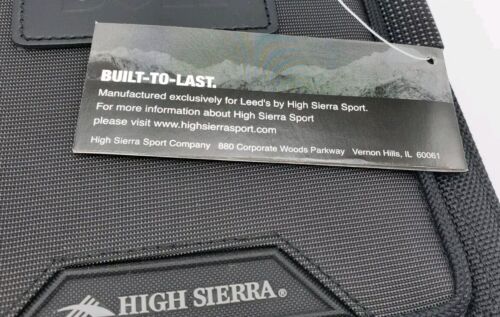 BUILT-TO-LAST.
Manufactured exclusively for Leed's by High Sierra Sport.
For more information about High Sierra Sport
please visit www.highsierrasport.com
High Sierra Sport Company 880 Corporate Woods Parkway Vernon Hills, IL 60061
HIGH SIERRA®